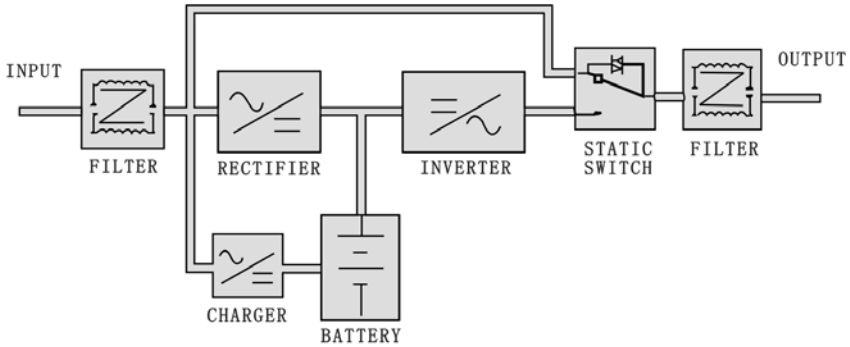 INPUT
OUTPUT
FILTER
RECTIFIER
INVERTER
STATIC
SWITCH
FILTER
CHARGER
BATTERY